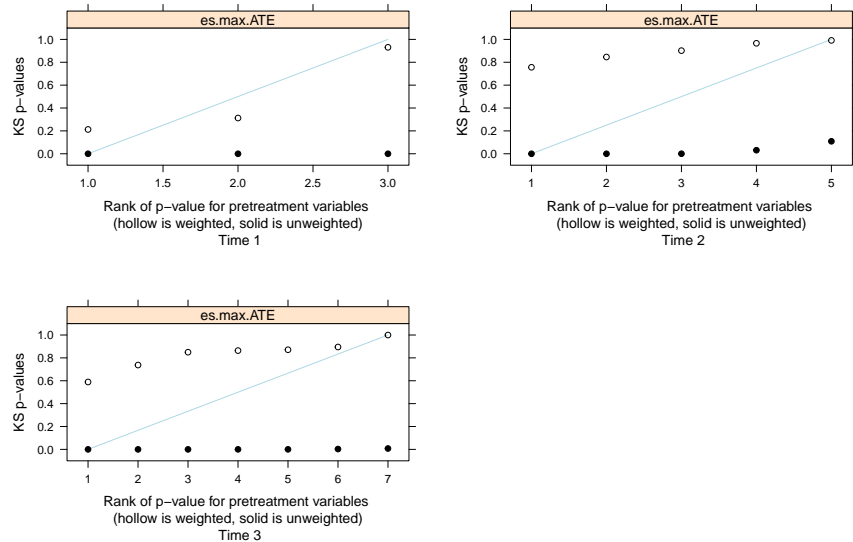 es.max.ATE
KS p−values
1.0
0.8
0.6
0.4
0.2
0.0
1.0 1.5 2.0 2.5 3.0
Rank of p−value for pretreatment variables
(hollow is weighted, solid is unweighted)
Time 1
es.max.ATE
KS p−values
1.0
0.8
0.6
0.4
0.2
0.0
1 2 3 4 5
Rank of p−value for pretreatment variables
(hollow is weighted, solid is unweighted)
Time 2
es.max.ATE
KS p−values
1.0
0.8
0.6
0.4
0.2
0.0
1 2 3 4 5 6 7
Rank of p−value for pretreatment variables
(hollow is weighted, solid is unweighted)
Time 3